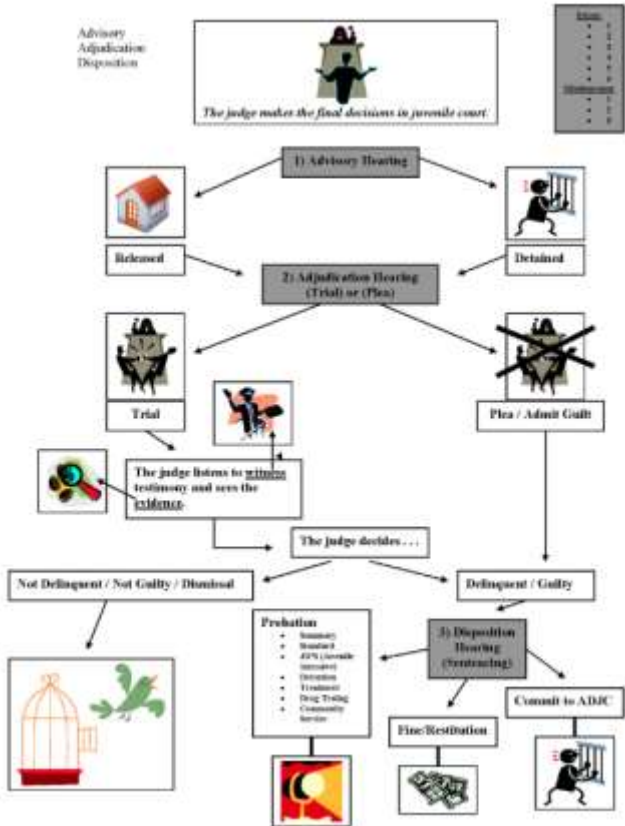 Advisory
Adjudication
Disposition
The judge makes the final decisions in juvenile court.
1) Advisory Hearing
Released
Detained
2) Adjudication Hearing
(Trial) or (Plea)
Trial
Plea / Admit Guilt
The judge listens to witness
testimony and sees the
evidence.
The judge decides . . .
Not Delinquent / Not Guilty / Dismissal
Delinquent / Guilty
Probation
Summary
Standard
(Juvenile
Detention
Treatment
Drug Testing
Community
Service
3) Disposition
Hearing
(Sentencing)
Fine/Restitution
Commit to ADJC